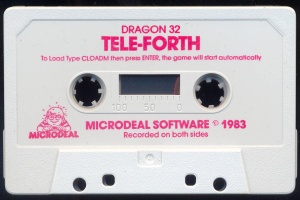 DRAGON 32
TELE-FORTH
To Load Type CLOADM then press ENTER, the game will start automatically
100 50 0
MICRODEAL
MICRODEAL SOFTWARE © 1983
Recorded on both sides